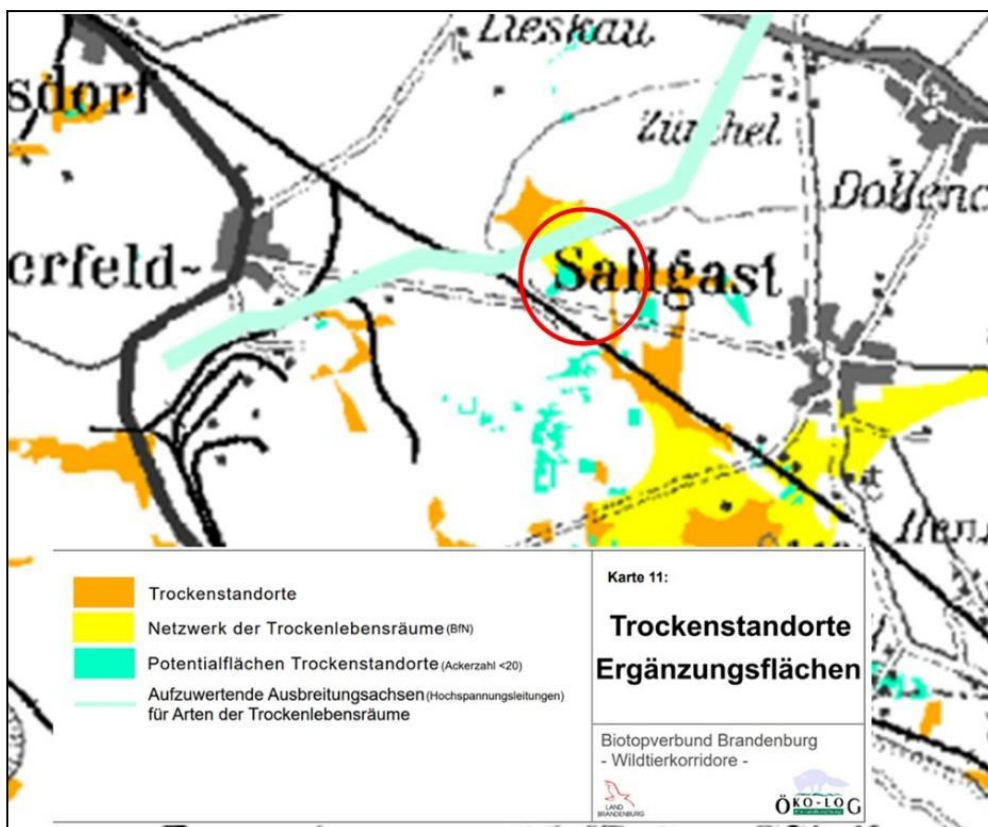 Lieskau
sdorf
Zürchel
Dollenc
erfeld-
Sallgast
Karte 11:
Trockenstandorte
Ergänzungsflächen
Trockenstandorte
Netzwerk der Trockenlebensräume (BfN)
Potentialflächen Trockenstandorte (Ackerzahl <20)
Aufzuwertende Ausbreitungsachsen (Hochspannungsleitungen)
für Arten der Trockenlebensräume
Biotopverbund Brandenburg
- Wildtierkorridore -
LAND
BRANDENBURG
ÖKO-LOG